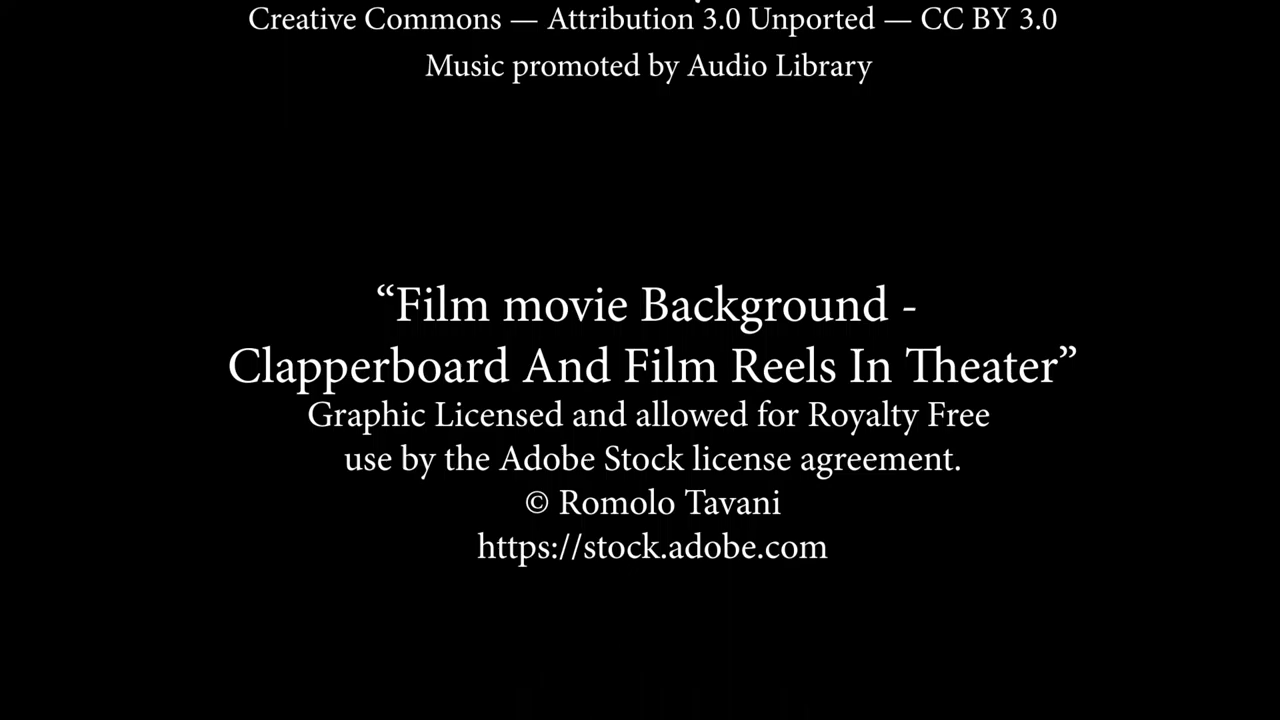 Creative Commons — Attribution 3.0 Unported — CC BY 3.0
Music promoted by Audio Library
“Film movie Background -
Clapperboard And Film Reels In Theater”
Graphic Licensed and allowed for Royalty Free
use by the Adobe Stock license agreement.
© Romolo Tavani
https://stock.adobe.com